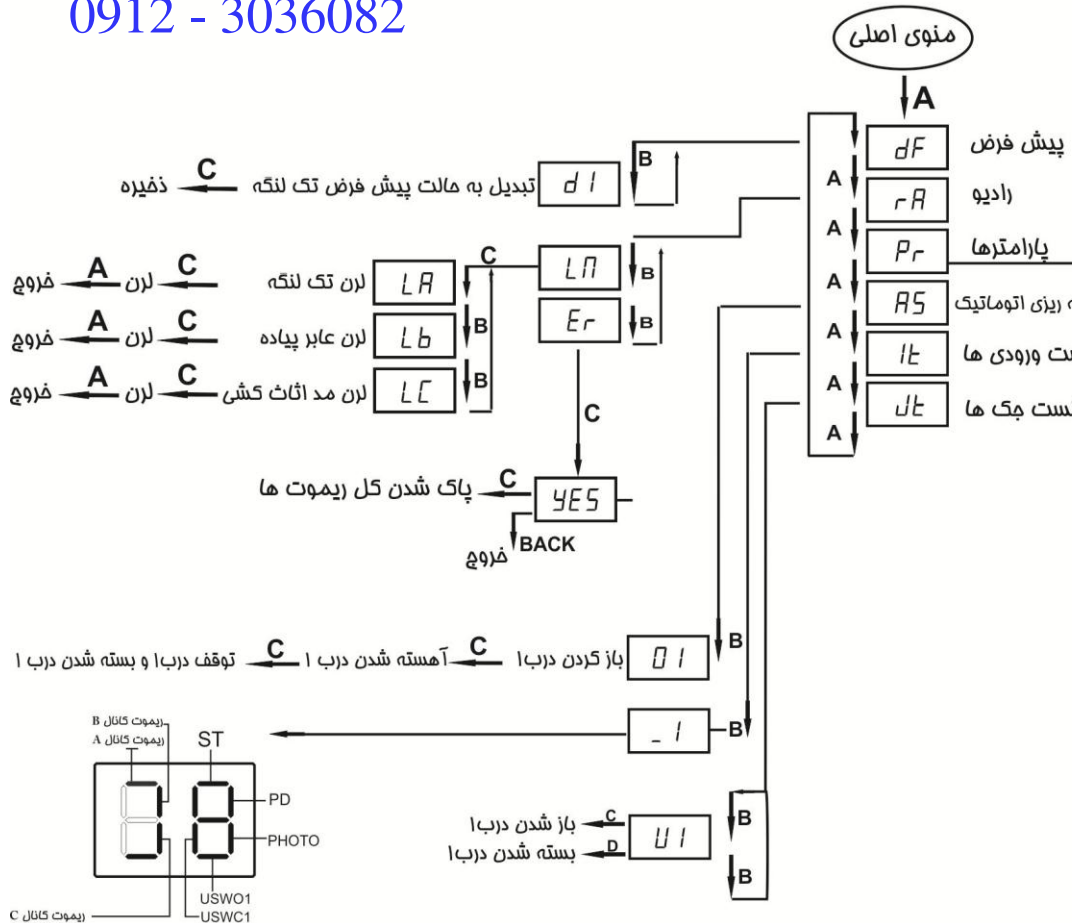 0912 - 3036082
منوی اصلی
A
dF پیش فرض
A
rA رادیو
A
Pr پارامترها
A
AS ریزی اتوماتیک
A
It ورودی ها
A
Jt جک ها
A
B
d1 تبدیل به حالت پیش فرض تک لنگه C ذخیره
Ln B
Er B
C
LA لرن تک لنگه C لرن A خروج
B
Lb لرن عابر پیاده C لرن A خروج
B
LC لرن مد اثاث کشی C لرن A خروج
C
YES C پاک شدن کل ریموت ها
BACK
خروج
B
01 باز کردن درب۱ C آهسته شدن درب ۱ C توقف درب۱ و بسته شدن درب ۱
_1 B
B
U1 C باز شدن درب۱
D بسته شدن درب۱
B
ریموت کانال B
ریموت کانال A
ST
PD
PHOTO
USWO1
USWC1
ریموت کانال C